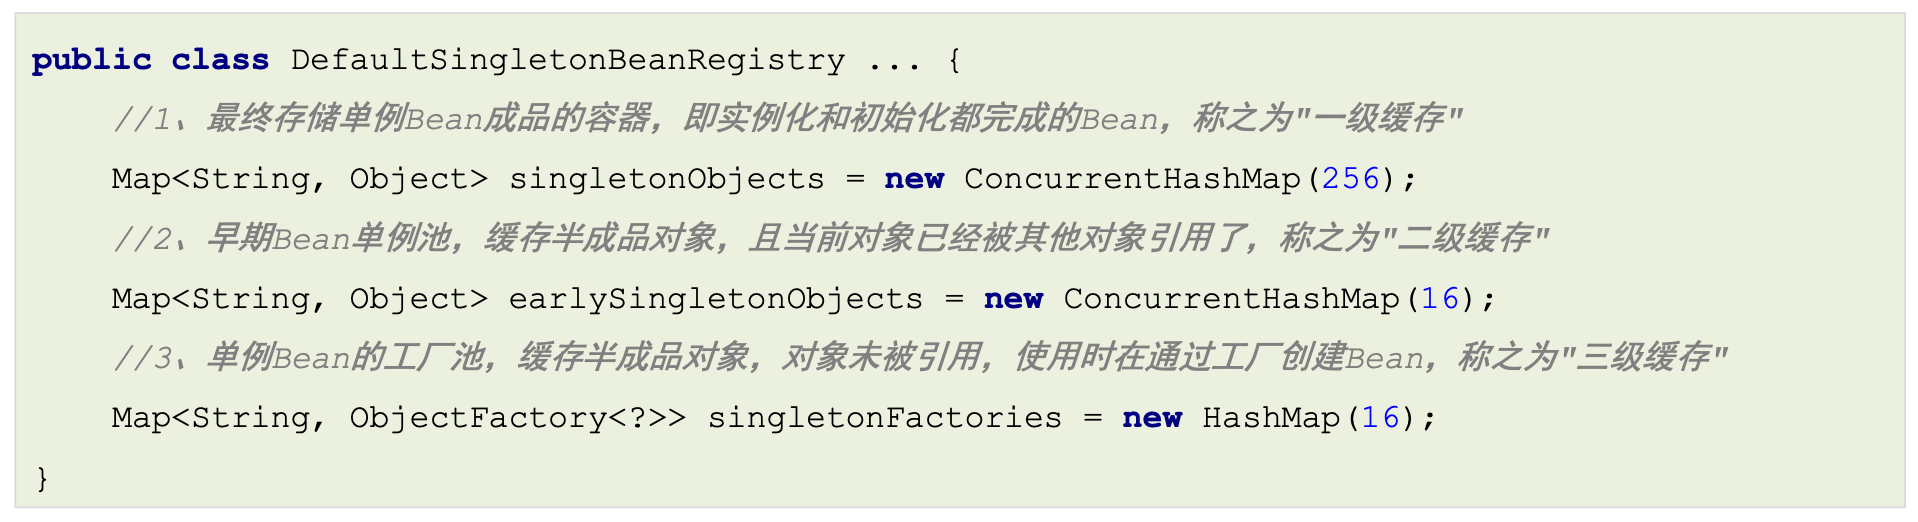 public class DefaultSingletonBeanRegistry ... {
//1、最终存储单例Bean成品的容器，即实例化和初始化都完成的Bean，称之为"一级缓存"
Map<String, Object> singletonObjects = new ConcurrentHashMap(256);
//2、早期Bean单例池，缓存半成品对象，且当前对象已经被其他对象引用了，称之为"二级缓存"
Map<String, Object> earlySingletonObjects = new ConcurrentHashMap(16);
//3、单例Bean的工厂池，缓存半成品对象，对象未被引用，使用时在通过工厂创建Bean，称之为"三级缓存"
Map<String, ObjectFactory<?>> singletonFactories = new HashMap(16);
}